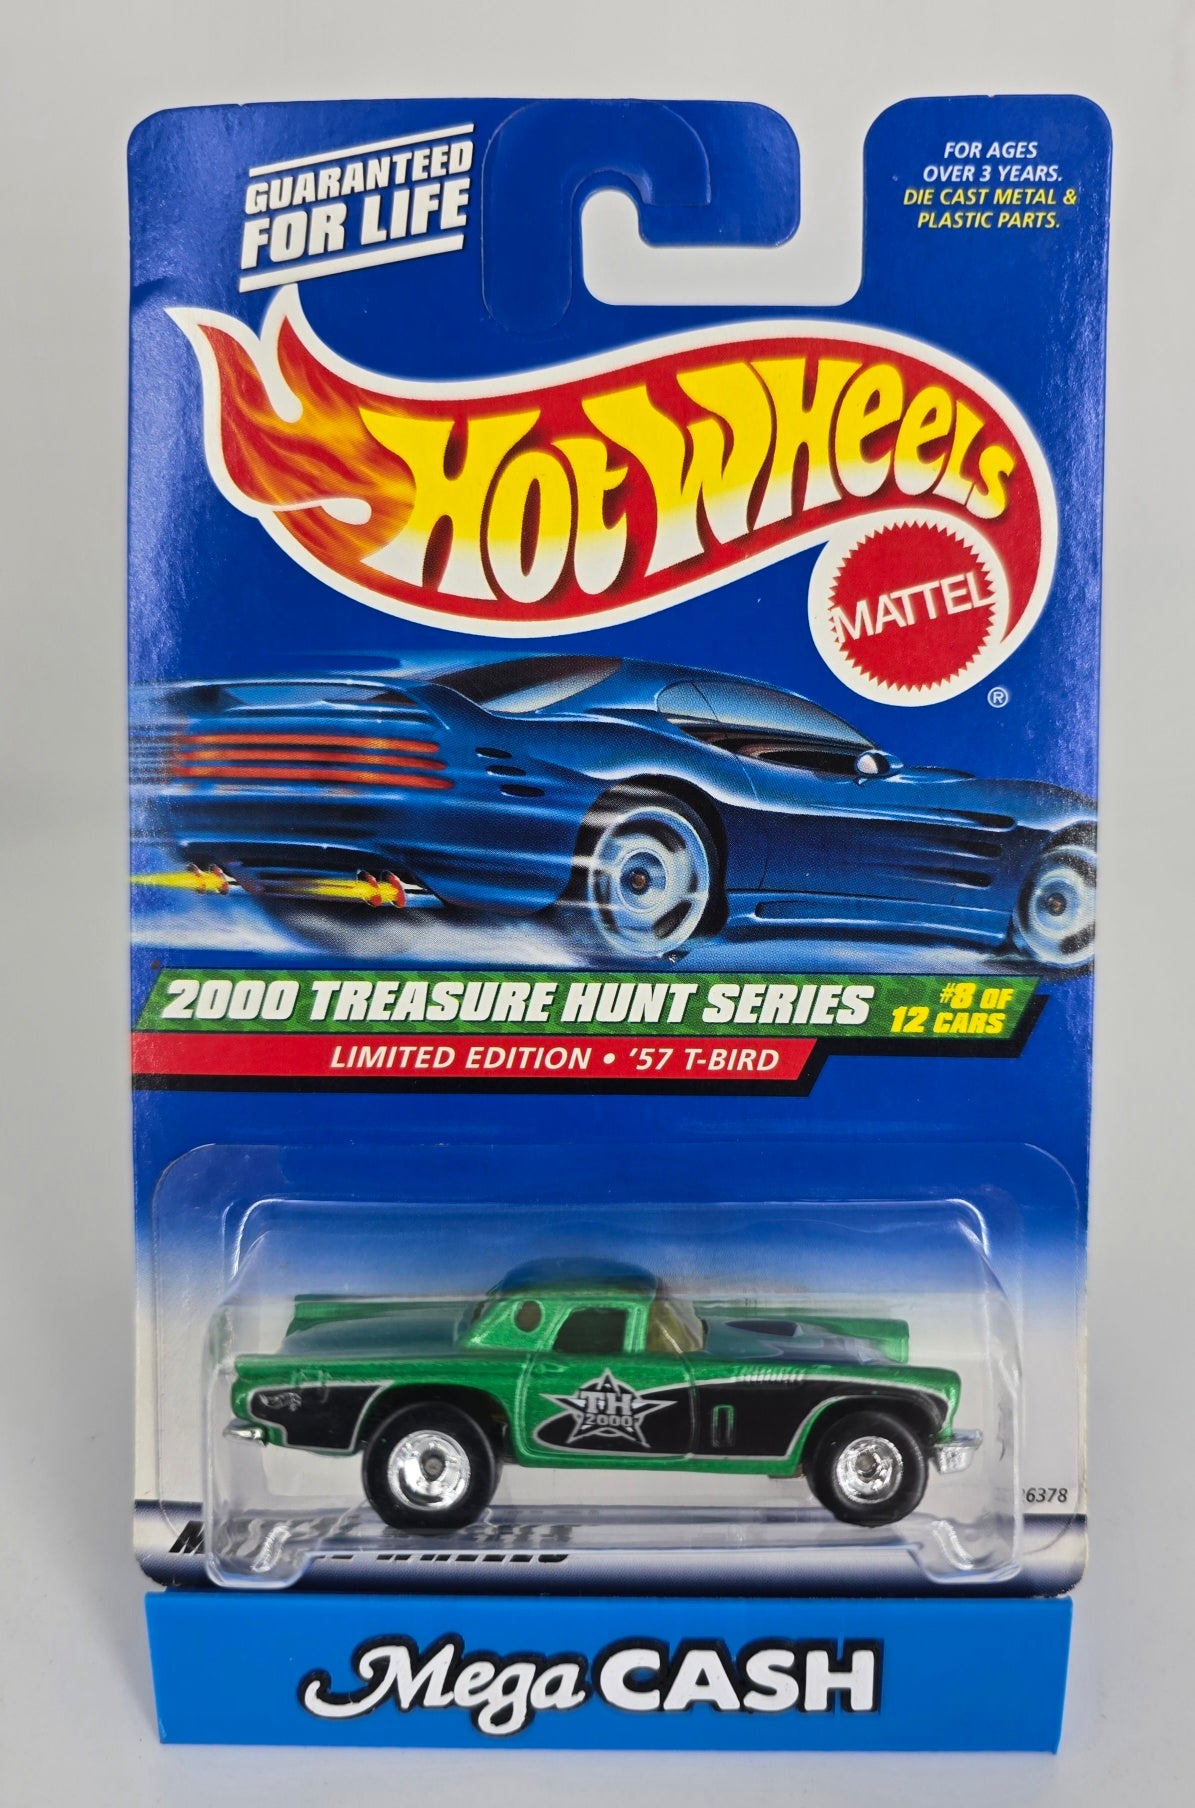 GUARANTEED
FOR LIFE
FOR AGES
OVER 3 YEARS.
DIE CAST METAL &
PLASTIC PARTS.
HOT WHEELS
MATTEL
®
2000 TREASURE HUNT SERIES
#8 OF
12 CARS
LIMITED EDITION • '57 T-BIRD
TH
2000
6378
WHEELS
Mega CASH